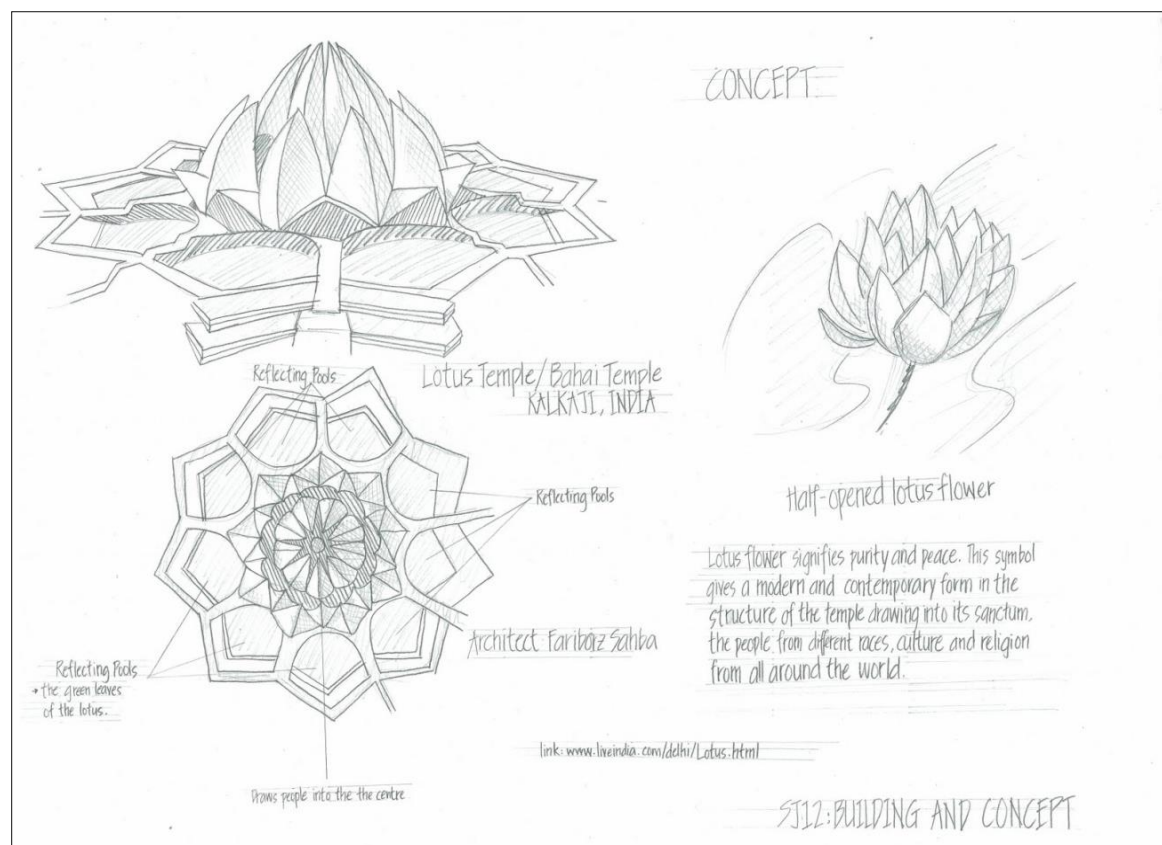 CONCEPT
Reflecting Pools
Lotus Temple/Bahai Temple
KALKAJI, INDIA
Reflecting Pools
Half-opened lotus flower
Lotus flower signifies purity and peace. This symbol
gives a modern and contemporary form in the
structure of the temple drawing into its sanctum,
the people from different races, culture and religion
from all around the world.
Architect: Fariborz Sahba
Reflecting Pools
→ the green leaves
of the lotus.
link: www.liveindia.com/delhi/Lotus.html
Draws people into the the centre
SJ12: BUILDING AND CONCEPT